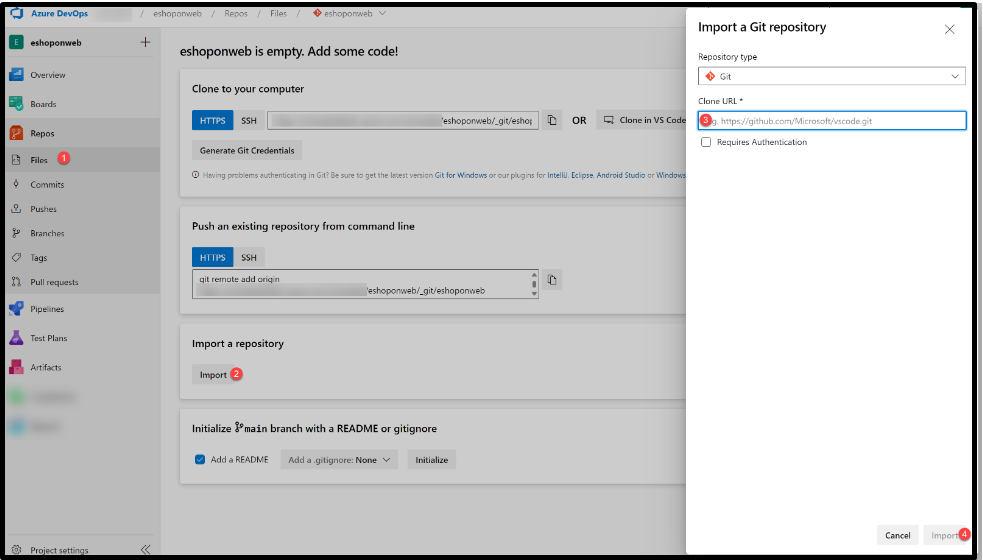 Azure DevOps / eshoponweb / Repos / Files / eshoponweb
E eshoponweb
Overview
Boards
Repos
Files 1
Commits
Pushes
Branches
Tags
Pull requests
Pipelines
Test Plans
Artifacts
Project settings
eshoponweb is empty. Add some code!
Clone to your computer
HTTPS SSH /eshoponweb/_git/eshop OR Clone in VS Code
Generate Git Credentials
Having problems authenticating in Git? Be sure to get the latest version Git for Windows or our plugins for IntelliJ, Eclipse, Android Studio or Windows
Push an existing repository from command line
HTTPS SSH
git remote add origin
/eshoponweb/_git/eshoponweb
Import a repository
Import 2
Initialize main branch with a README or gitignore
Add a README Add a .gitignore: None Initialize
Import a Git repository
Repository type
Git
Clone URL *
3 g. https://github.com/Microsoft/vscode.git
Requires Authentication
Cancel Import 4